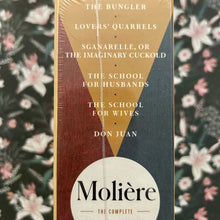 THE BUNGLER
LOVERS' QUARRELS
SGANARELLE, OR
THE IMAGINARY CUCKOLD
THE SCHOOL
FOR HUSBANDS
THE SCHOOL
FOR WIVES
DON JUAN
Molière
THE COMPLETE